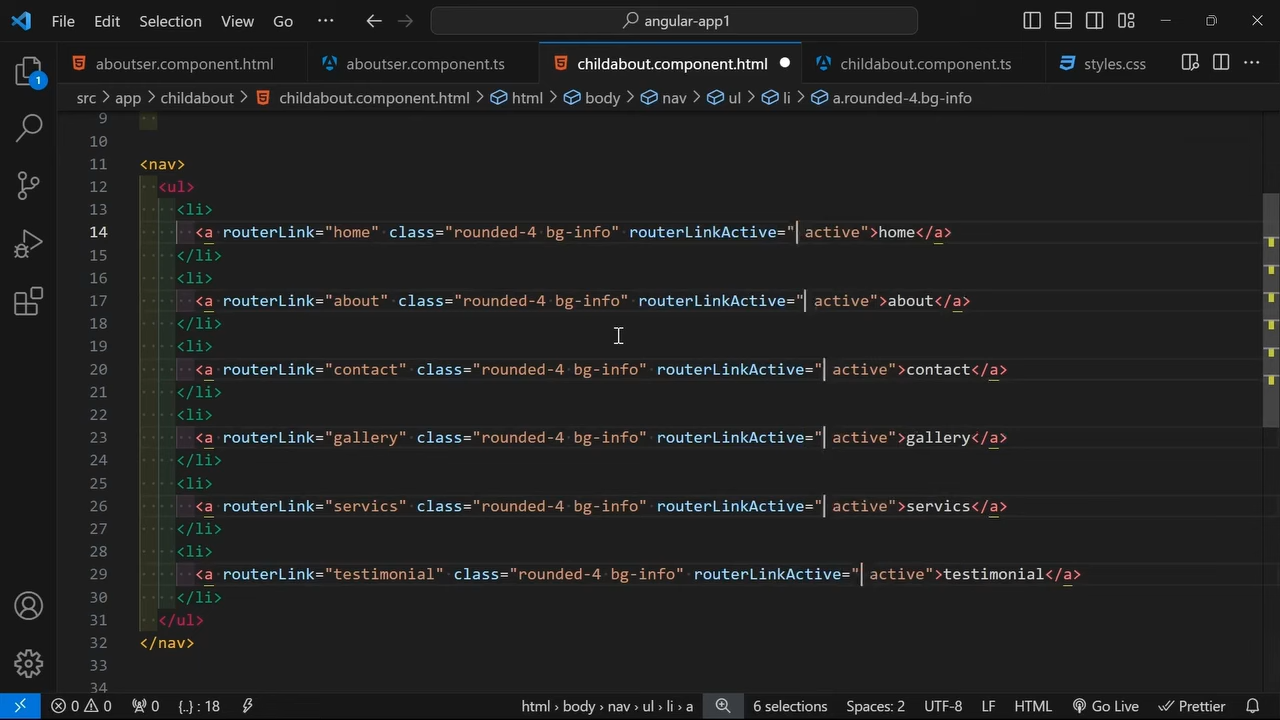 File Edit Selection View Go ··· angular-app1
aboutser.component.html aboutser.component.ts childabout.component.html childabout.component.ts styles.css ···
src > app > childabout > childabout.component.html > html > body > nav > ul > li > a.rounded-4.bg-info
9
10
11 <nav>
12 <ul>
13 <li>
14 <a routerLink="home" class="rounded-4 bg-info" routerLinkActive=" active">home</a>
15 </li>
16 <li>
17 <a routerLink="about" class="rounded-4 bg-info" routerLinkActive=" active">about</a>
18 </li>
19 <li>
20 <a routerLink="contact" class="rounded-4 bg-info" routerLinkActive=" active">contact</a>
21 </li>
22 <li>
23 <a routerLink="gallery" class="rounded-4 bg-info" routerLinkActive=" active">gallery</a>
24 </li>
25 <li>
26 <a routerLink="servics" class="rounded-4 bg-info" routerLinkActive=" active">servics</a>
27 </li>
28 <li>
29 <a routerLink="testimonial" class="rounded-4 bg-info" routerLinkActive=" active">testimonial</a>
30 </li>
31 </ul>
32 </nav>
33
34
1
0 0 0 {..} : 18 html > body > nav > ul > li > a 6 selections Spaces: 2 UTF-8 LF HTML Go Live Prettier